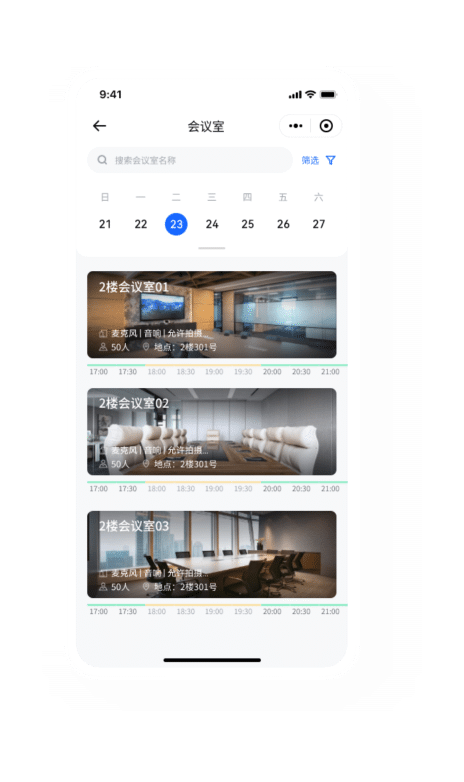 9:41
会议室
搜索会议室名称 筛选
日 一 二 三 四 五 六
21 22 23 24 25 26 27
2楼会议室01
麦克风 | 音响 | 允许拍摄...
50人 地点：2楼301号
17:00 17:30 18:00 18:30 19:00 19:30 20:00 20:30 21:00
2楼会议室02
麦克风 | 音响 | 允许拍摄...
50人 地点：2楼301号
17:00 17:30 18:00 18:30 19:00 19:30 20:00 20:30 21:00
2楼会议室03
麦克风 | 音响 | 允许拍摄...
50人 地点：2楼301号
17:00 17:30 18:00 18:30 19:00 19:30 20:00 20:30 21:00